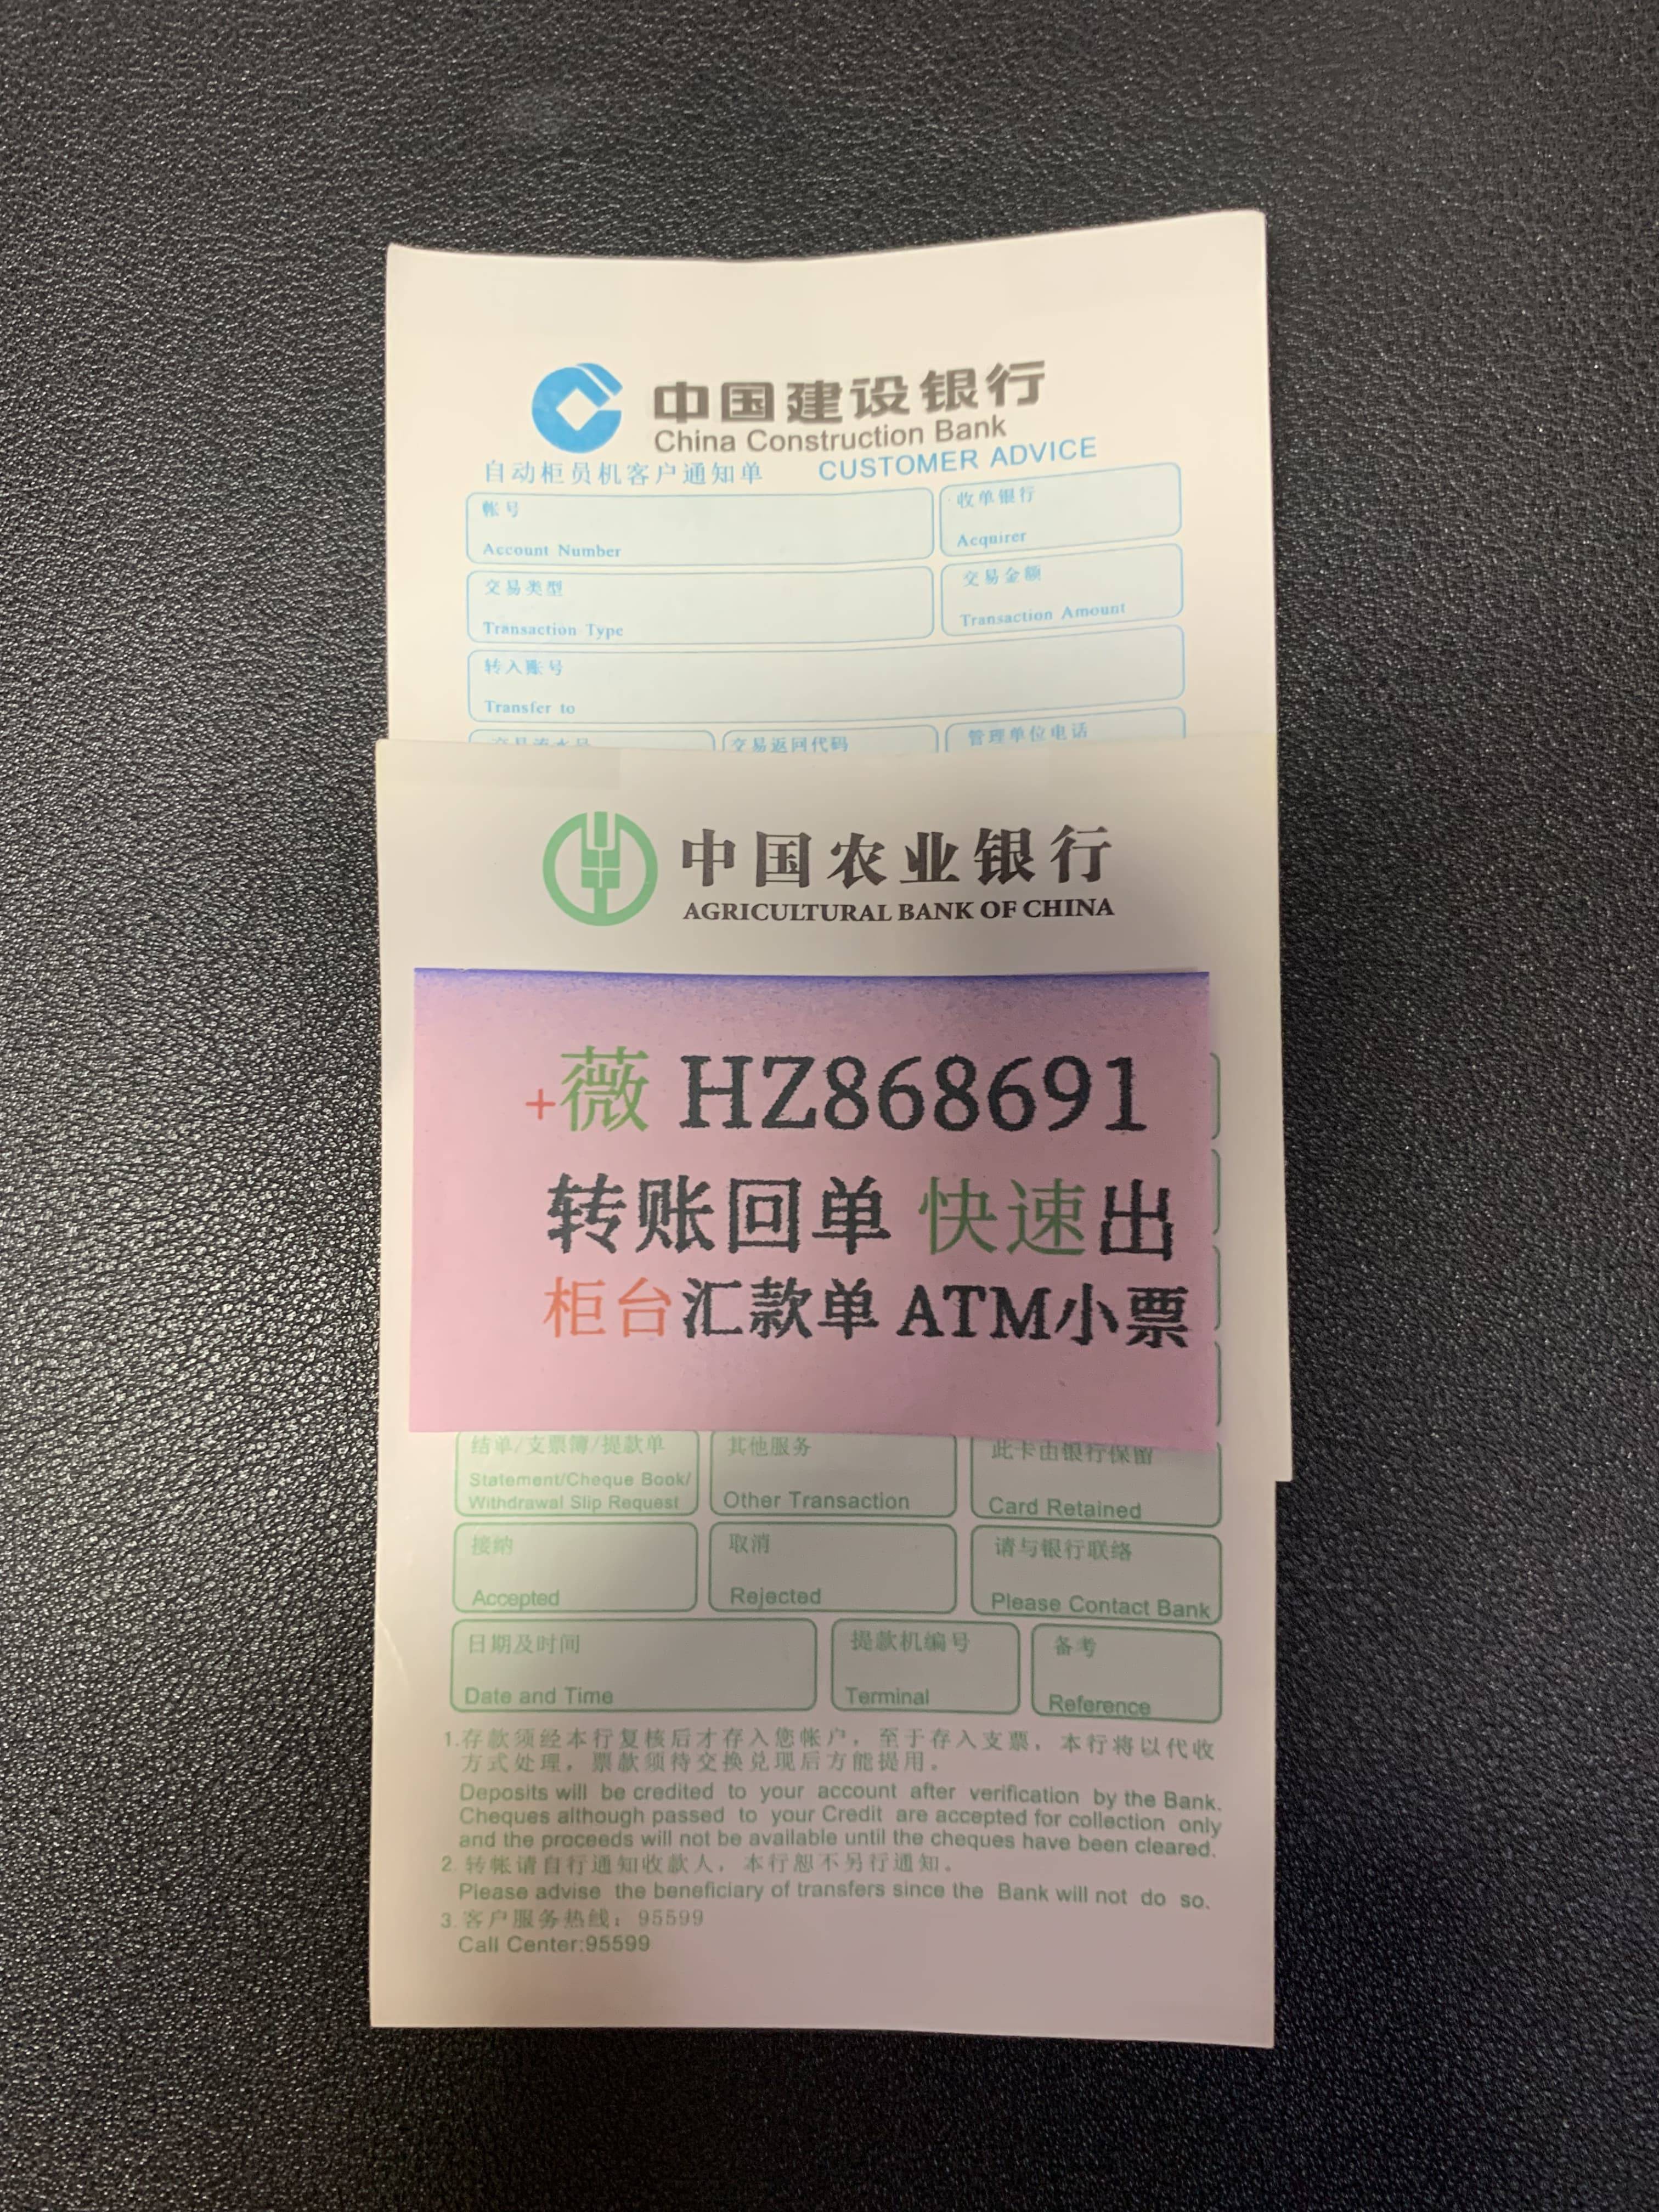 中国建设银行
China Construction Bank
自动柜员机客户通知单 CUSTOMER ADVICE
帐号
Account Number
收单银行
Acquirer
交易类型
Transaction Type
交易金额
Transaction Amount
转入账号
Transfer to
交易流水号
交易返回代码
管理单位电话
中国农业银行
AGRICULTURAL BANK OF CHINA
+薇 HZ868691
转账回单 快速出
柜台汇款单 ATM小票
结单/支票簿/提款单
Statement/Cheque Book/
Withdrawal Slip Request
其他服务
Other Transaction
此卡由银行保留
Card Retained
接纳
Accepted
取消
Rejected
请与银行联络
Please Contact Bank
日期及时间
Date and Time
提款机编号
Terminal
备考
Reference
1.存款须经本行复核后才存入您帐户，至于存入支票，本行将以代收
方式处理，票款须待交换兑现后方能提用。
Deposits will be credited to your account after verification by the Bank.
Cheques although passed to your Credit are accepted for collection only
and the proceeds will not be available until the cheques have been cleared.
2.转帐请自行通知收款人，本行恕不另行通知。
Please advise the beneficiary of transfers since the Bank will not do so.
3.客户服务热线：95599
Call Center:95599